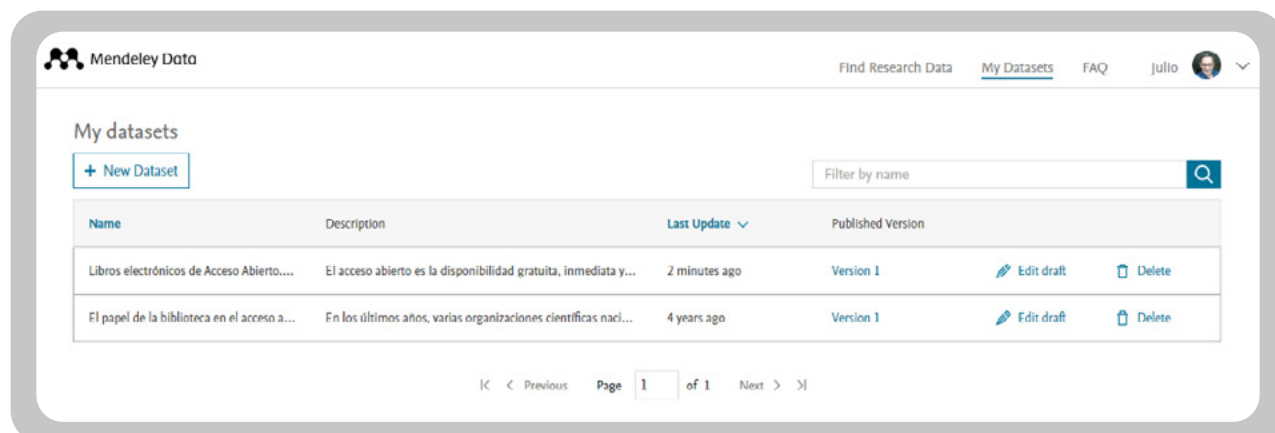 Mendeley Data
Find Research Data My Datasets FAQ Julio
My datasets
+ New Dataset
Filter by name
Name Description Last Update Published Version
Libros electrónicos de Acceso Abierto.... El acceso abierto es la disponibilidad gratuita, inmediata y... 2 minutes ago Version 1 Edit draft Delete
El papel de la biblioteca en el acceso a... En los últimos años, varias organizaciones científicas naci... 4 years ago Version 1 Edit draft Delete
Previous Page 1 of 1 Next